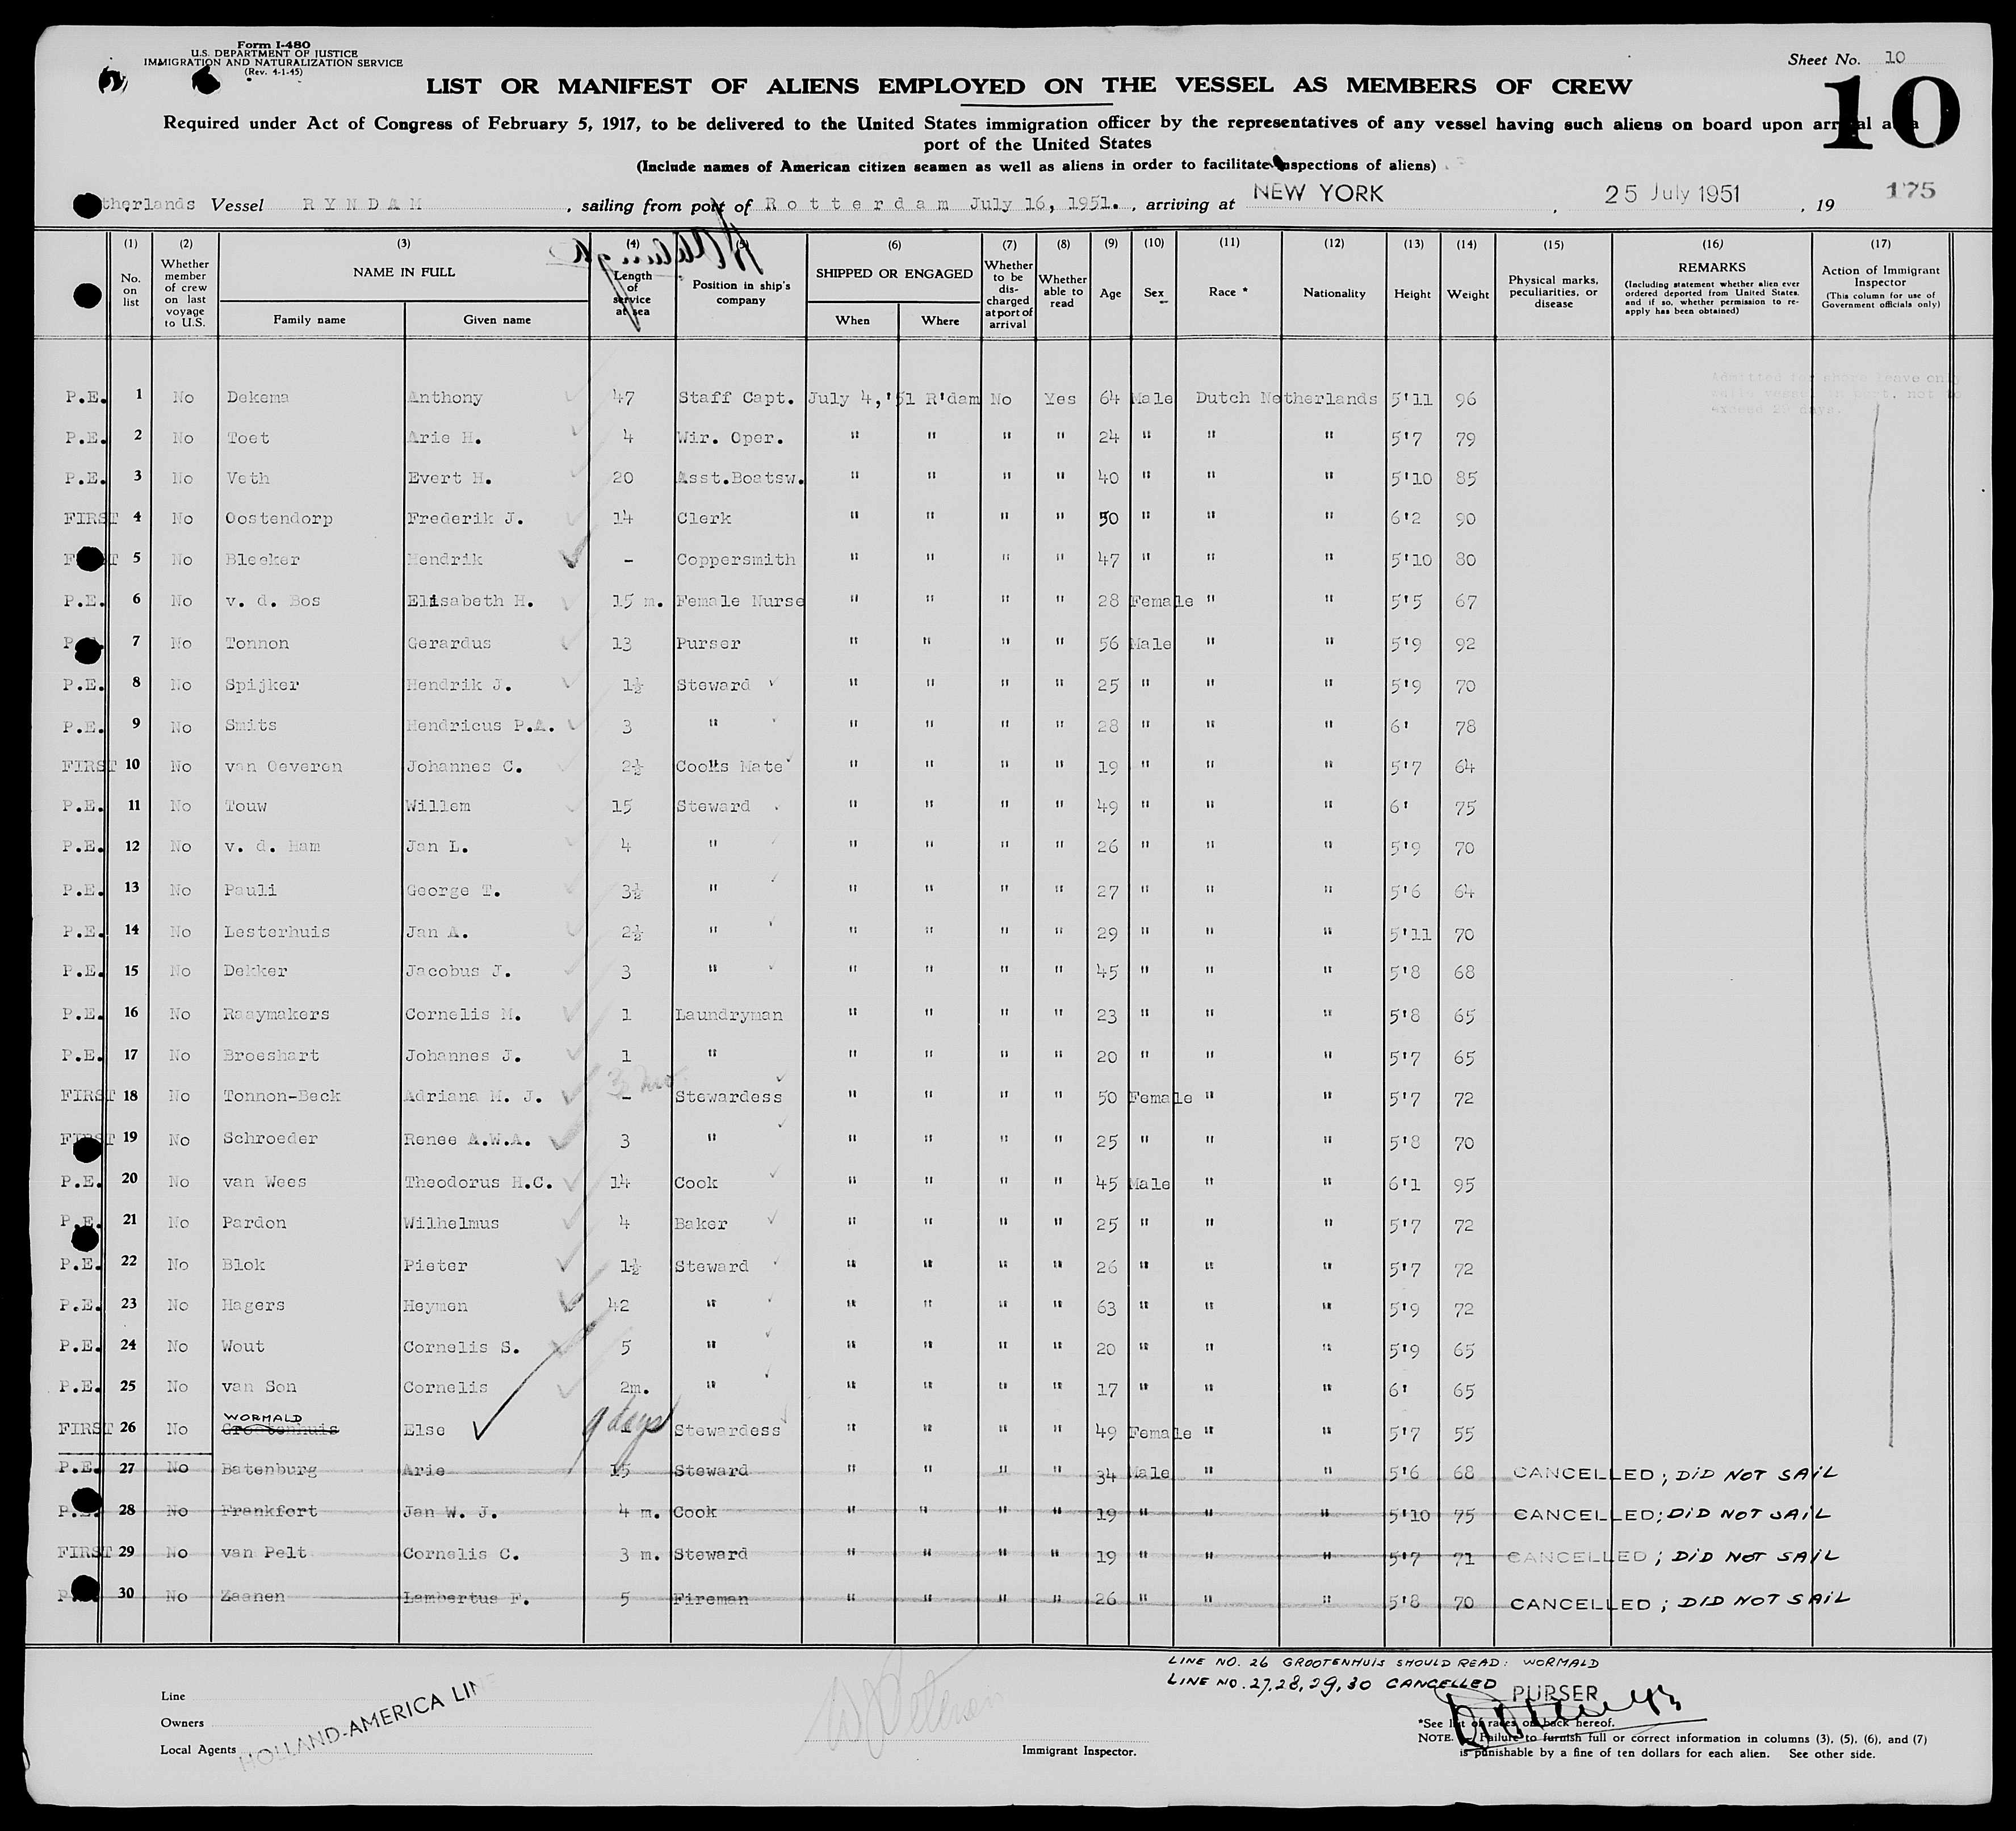 Form I-480
U.S. DEPARTMENT OF JUSTICE
IMMIGRATION AND NATURALIZATION SERVICE
(Rev. 4-1-45)
Sheet No. 10
10
LIST OR MANIFEST OF ALIENS EMPLOYED ON THE VESSEL AS MEMBERS OF CREW
Required under Act of Congress of February 5, 1917, to be delivered to the United States immigration officer by the representatives of any vessel having such aliens on board upon arrival at a
port of the United States
(Include names of American citizen seamen as well as aliens in order to facilitate inspections of aliens)
therlands Vessel RYNDAM, sailing from port of Rotterdam July 16, 1951., arriving at NEW YORK, 25 July 1951, 19 175
(1) (2) (3) (4) (5) (6) (7) (8) (9) (10) (11) (12) (13) (14) (15) (16) (17)
No. on list
Whether member of crew on last voyage to U.S.
NAME IN FULL
Family name Given name
Length of service at sea
Position in ship's company
SHIPPED OR ENGAGED
When Where
Whether to be discharged at port of arrival
Whether able to read
Age Sex Race * Nationality Height Weight
Physical marks, peculiarities, or disease
REMARKS
(Including statement whether alien ever ordered deported from United States, and if so, whether permission to reapply has been obtained)
Action of Immigrant Inspector
(This column for use of Government officials only)
Admitted for shore leave only
P.E. 1 No Dekema Anthony 47 Staff Capt. July 4,'51 R'dam No Yes 64 Male Dutch Netherlands 5'11 96
P.E. 2 No Toet Arie H. 4 Wir. Oper. " " " " 24 " " " 5'7 79
P.E. 3 No Veth Evert H. 20 Asst.Boatsw. " " " " 40 " " " 5'10 85
FIRST 4 No Oostendorp Frederik J. 14 Clerk " " " " 50 " " " 6'2 90
FIRST 5 No Bleeker Hendrik - Coppersmith " " " " 47 " " " 5'10 80
P.E. 6 No v. d. Bos Elisabeth H. 15 m. Female Nurse " " " " 28 Female " " 5'5 67
P.E. 7 No Tonnon Gerardus 13 Purser " " " " 56 Male " " 5'9 92
P.E. 8 No Spijker Hendrik J. 1½ Steward " " " " 25 " " " 5'9 70
P.E. 9 No Smits Hendricus P.A. 3 " " " " " 28 " " " 6' 78
FIRST 10 No van Oeveren Johannes C. 2½ Cooks Mate " " " " 19 " " " 5'7 64
P.E. 11 No Touw Willem 15 Steward " " " " 49 " " " 6' 75
P.E. 12 No v. d. Ham Jan L. 4 " " " " " 26 " " " 5'9 70
P.E. 13 No Pauli George T. 3½ " " " " " 27 " " " 5'6 64
P.E. 14 No Lesterhuis Jan A. 2½ " " " " " 29 " " " 5'11 70
P.E. 15 No Dekker Jacobus J. 3 " " " " " 45 " " " 5'8 68
P.E. 16 No Raaymakers Cornelis M. 1 Laundryman " " " " 23 " " " 5'8 65
P.E. 17 No Broeshart Johannes J. 1 " " " " " 20 " " " 5'7 65
FIRST 18 No Tonnon-Beck Adriana M. J. - 3 mo. Stewardess " " " " 50 Female " " 5'7 72
FIRST 19 No Schroeder Renee A.W.A. 3 " " " " " 25 " " " 5'8 70
P.E. 20 No van Wees Theodorus H.C. 14 Cook " " " " 45 Male " " 6'1 95
P.E. 21 No Pardon Wilhelmus 4 Baker " " " " 25 " " " 5'7 72
P.E. 22 No Blok Pieter 1½ Steward " " " " 26 " " " 5'7 72
P.E. 23 No Hagers Heymen 42 " " " " " 63 " " " 5'9 72
P.E. 24 No Wout Cornelis S. 5 " " " " " 20 " " " 5'9 65
P.E. 25 No van Son Cornelis 2m. " " " " " 17 " " " 6' 65
WORMALD
FIRST 26 No Grootenhuis Else 9 days Stewardess " " " " 49 Female " " 5'7 55
P.E. 27 No Batenburg Arie 15 Steward " " " " 34 Male " " 5'6 68 CANCELLED; DID NOT SAIL
P.E. 28 No Frankfort Jan W. J. 4 m. Cook " " " " 19 " " " 5'10 75 CANCELLED; DID NOT SAIL
FIRST 29 No van Pelt Cornelis C. 3 m. Steward " " " " 19 " " " 5'7 71 CANCELLED; DID NOT SAIL
P.E. 30 No Zaanen Lambertus F. 5 Fireman " " " " 26 " " " 5'8 70 CANCELLED; DID NOT SAIL
LINE NO. 26 GROOTENHUIS SHOULD READ: WORMALD
LINE NO. 27,28,29,30 CANCELLED
PURSER
Line
Owners
Local Agents
HOLLAND-AMERICA LINE
Immigrant Inspector.
*See list of races on back hereof.
NOTE.—Failure to furnish full or correct information in columns (3), (5), (6), and (7)
is punishable by a fine of ten dollars for each alien. See other side.